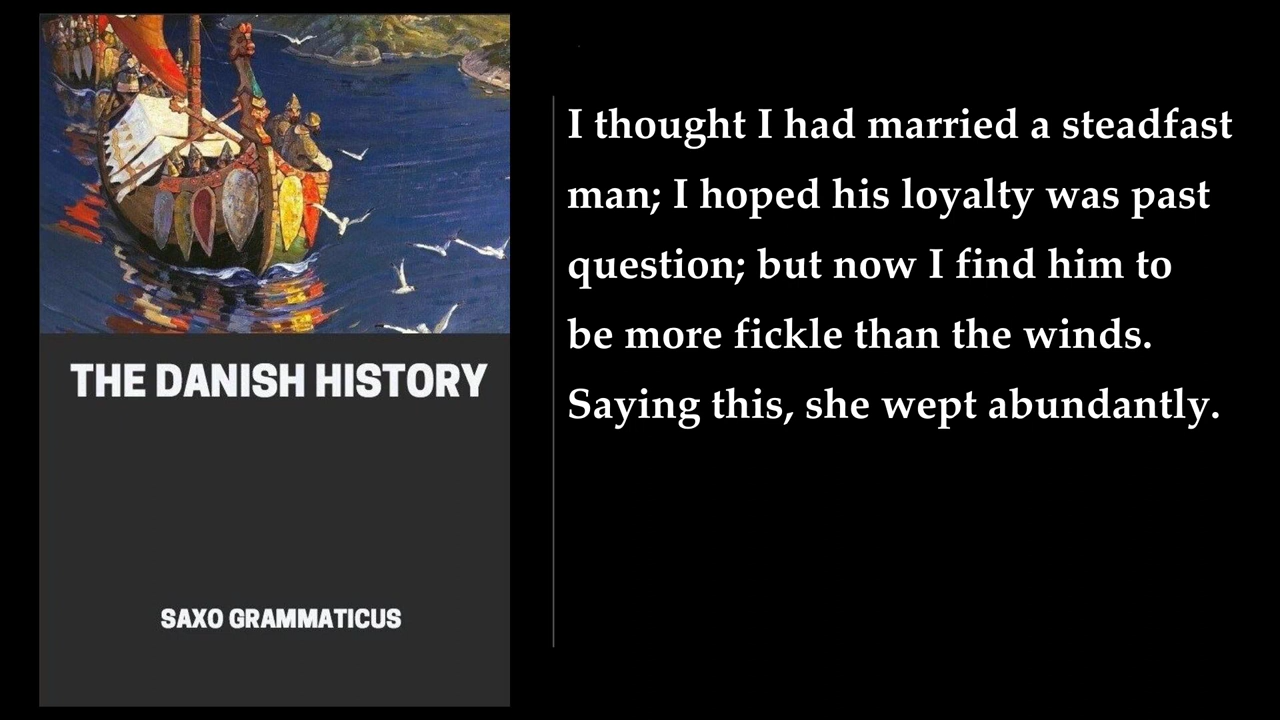 THE DANISH HISTORY
SAXO GRAMMATICUS
I thought I had married a steadfast
man; I hoped his loyalty was past
question; but now I find him to
be more fickle than the winds.
Saying this, she wept abundantly.